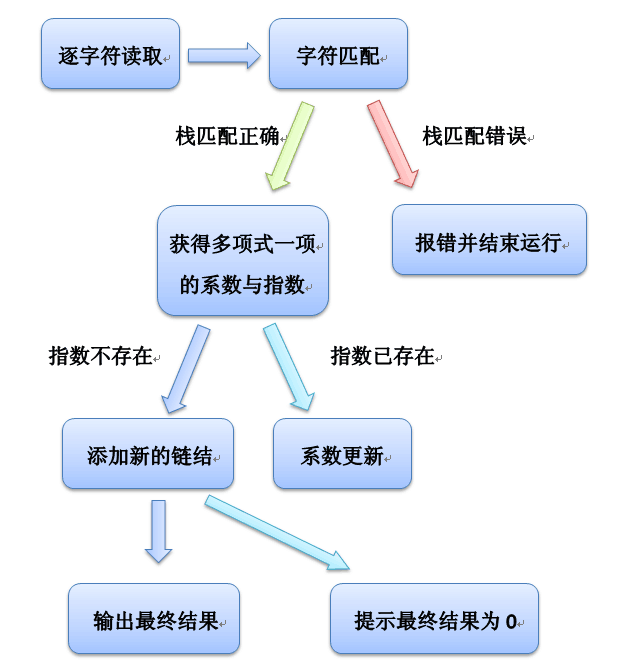 逐字符读取
字符匹配
栈匹配正确
栈匹配错误
获得多项式一项
的系数与指数
报错并结束运行
指数不存在
指数已存在
添加新的链结
系数更新
输出最终结果
提示最终结果为 0